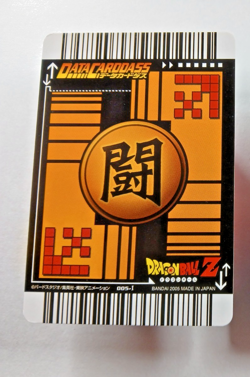 DATA CARDDASS
データカードダス
闘
DRAGON BALL Z
©バードスタジオ/集英社・東映アニメーション
005-I
BANDAI 2005 MADE IN JAPAN